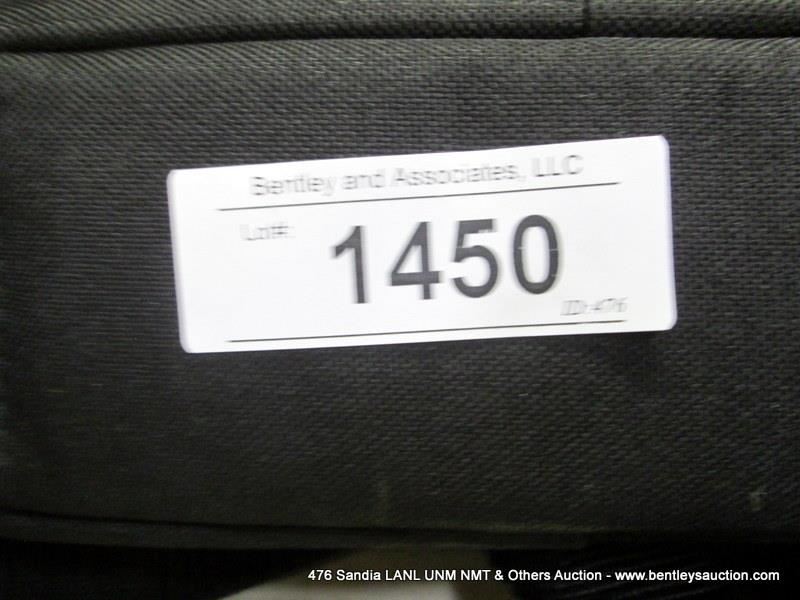 Bentley and Associates, LLC
Lot#:
1450
ID:476
476 Sandia LANL UNM NMT & Others Auction - www.bentleysauction.com